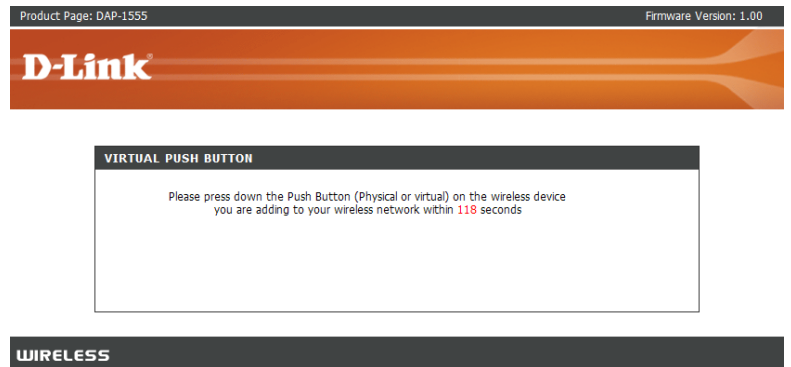 Product Page: DAP-1555 Firmware Version: 1.00
D-Link
VIRTUAL PUSH BUTTON
Please press down the Push Button (Physical or virtual) on the wireless device
you are adding to your wireless network within 118 seconds
WIRELESS